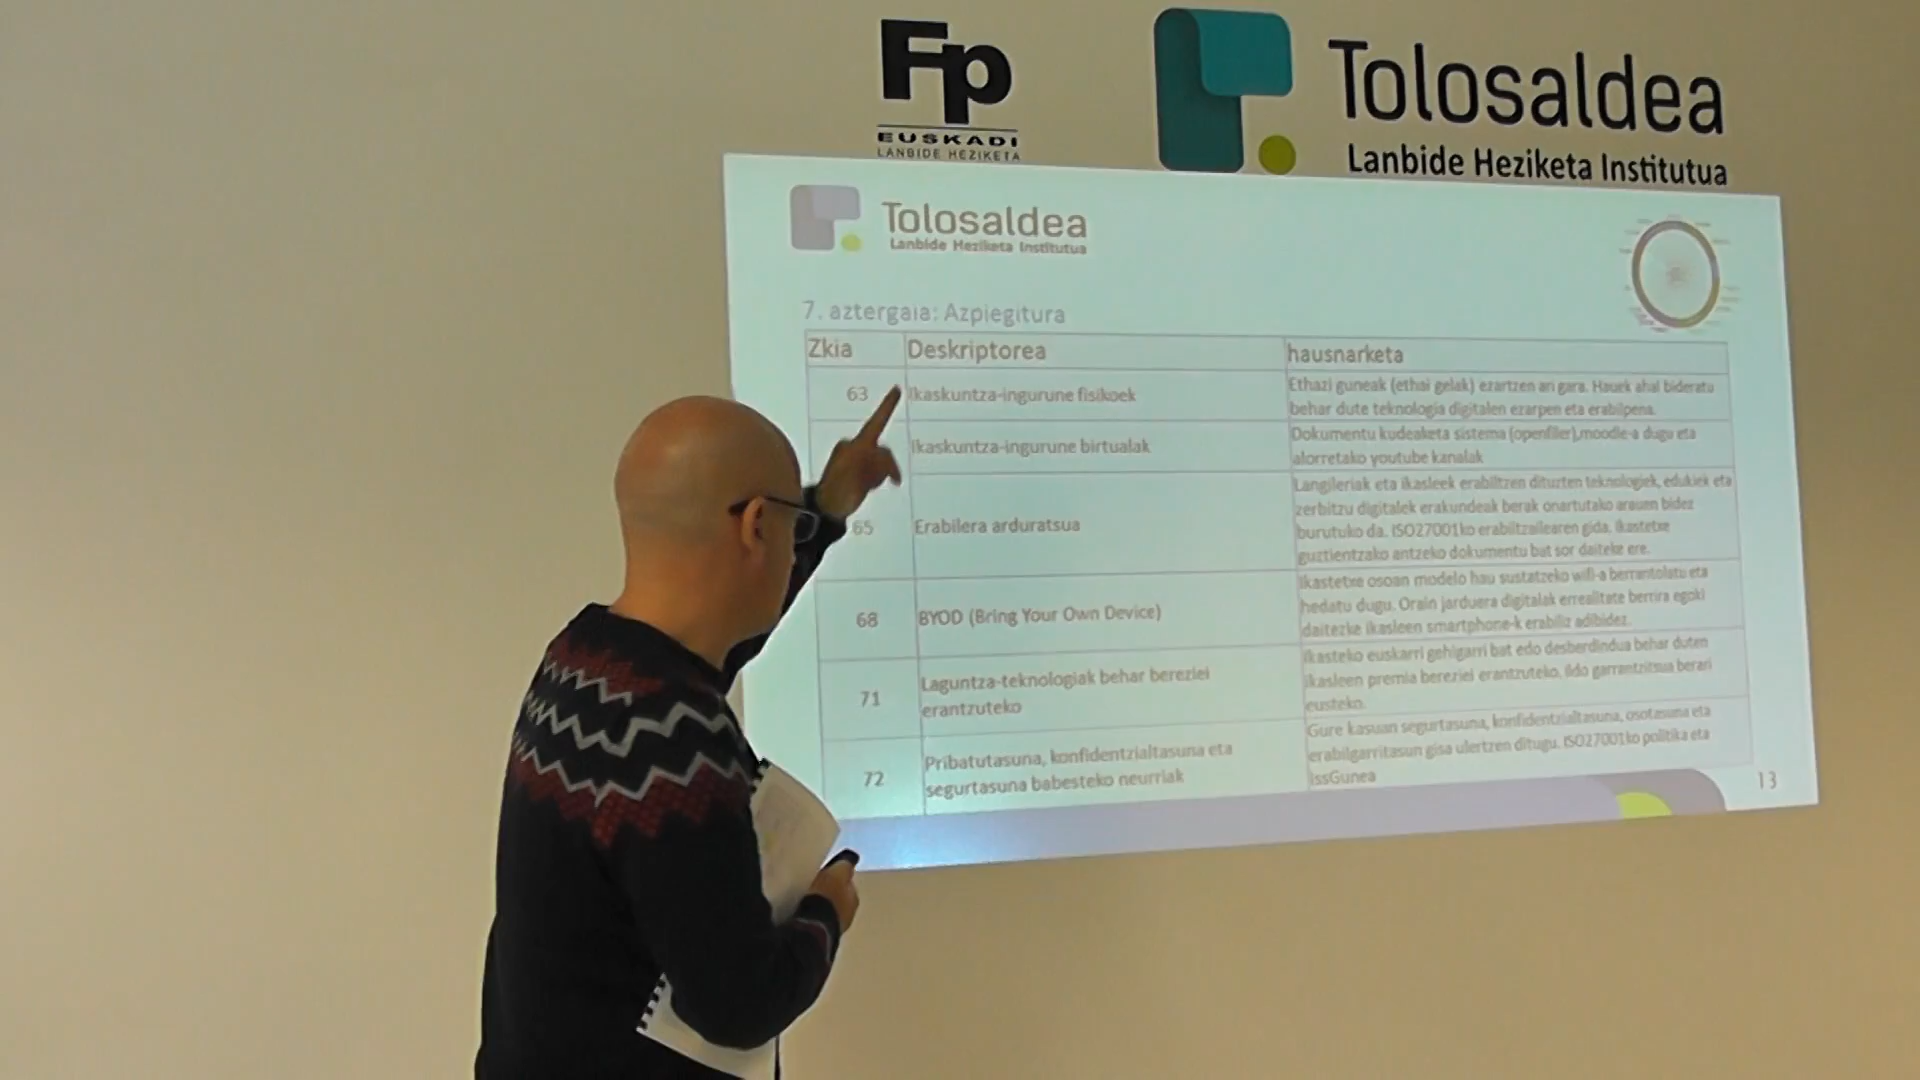 Fp
EUSKADI
LANBIDE HEZIKETA
Tolosaldea
Lanbide Heziketa Institutua
Tolosaldea
Lanbide Heziketa Institutua
7. aztergaia: Azpiegitura
Zkia Deskriptorea hausnarketa
63 Ikaskuntza-ingurune fisikoek
Ethazi guneak (ethai gelak) ezartzen ari gara. Hauek ahal bideratu
behar dute teknologia digitalen ezarpen eta erabilpena.
Ikaskuntza-ingurune birtualak
Dokumentu kudeaketa sistema (openfiler),moodle-a dugu eta
alorretako youtube kanalak
65 Erabilera arduratsua
Langileriak eta ikasleek erabiltzen dituzten teknologiek, edukiek eta
zerbitzu digitalek erakundeak berak onartutako arauen bidez
burutuko da. ISO27001ko erabiltzailearen gida. Ikastetxe
guztientzako antzeko dokumentu bat sor daiteke ere.
68 BYOD (Bring Your Own Device)
Ikastetxe osoan modelo hau sustatzeko wifi-a berrantolatu eta
hedatu dugu. Orain jarduera digitalak errealitate berrira egoki
daitezke ikasleen smartphone-k erabiliz adibidez.
71 Laguntza-teknologiak behar bereziei
erantzuteko
Ikasteko euskarri gehigarri bat edo desberdindua behar duten
ikasleen premia bereziei erantzuteko. Ildo garrantzitsua berari
eusteko.
72 Pribatutasuna, konfidentzialtasuna eta
segurtasuna babesteko neurriak
Gure kasuan segurtasuna, konfidentzialtasuna, osotasuna eta
erabilgarritasun gisa ulertzen ditugu. ISO27001ko politika eta
IssGunea
13